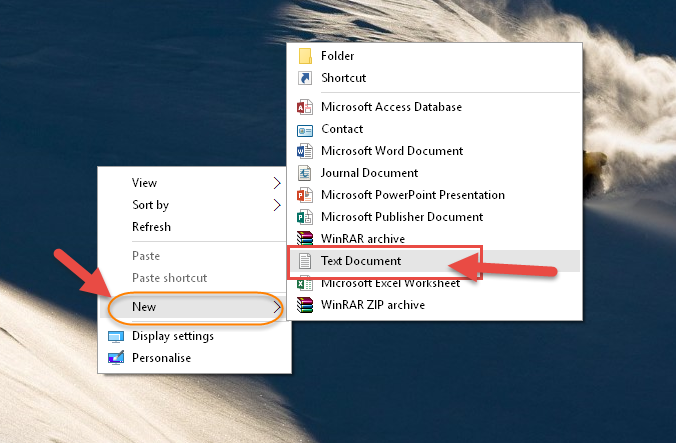 Folder
Shortcut
Microsoft Access Database
Contact
Microsoft Word Document
Journal Document
Microsoft PowerPoint Presentation
Microsoft Publisher Document
WinRAR archive
Text Document
Microsoft Excel Worksheet
WinRAR ZIP archive
View
Sort by
Refresh
Paste
Paste shortcut
New
Display settings
Personalise